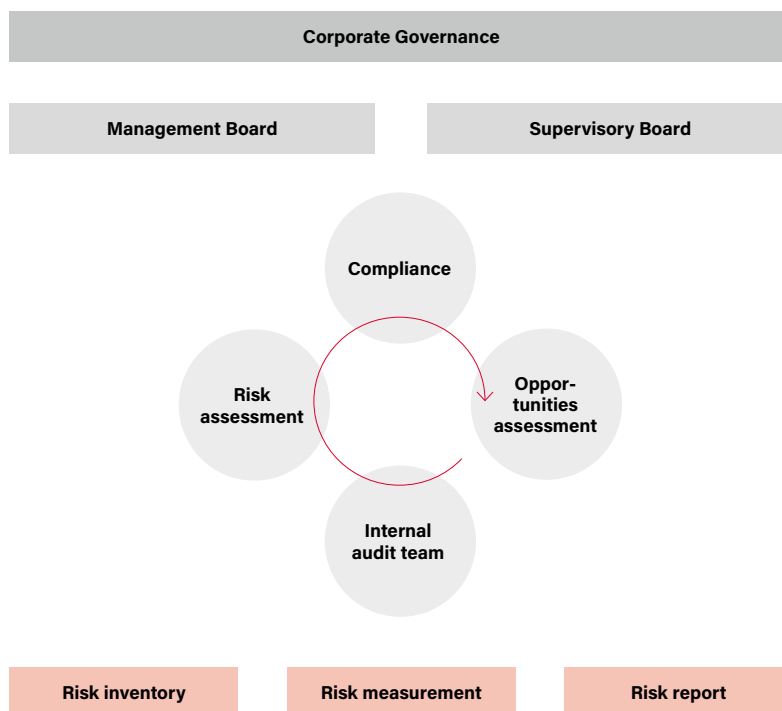 Corporate Governance
Management Board
Supervisory Board
Compliance
Risk
assessment
Oppor-
tunities
assessment
Internal
audit team
Risk inventory
Risk measurement
Risk report